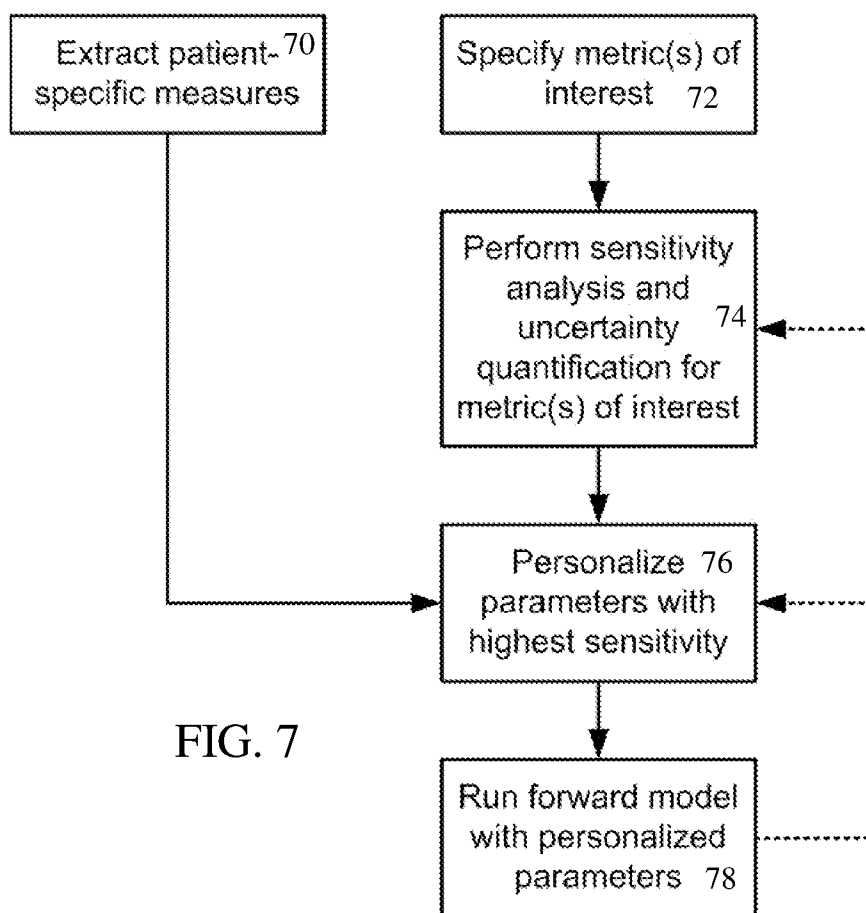 Extract patient- 70
specific measures
Specify metric(s) of
interest 72
Perform sensitivity
analysis and
uncertainty 74
quantification for
metric(s) of interest
Personalize 76
parameters with
highest sensitivity
FIG. 7
Run forward model
with personalized
parameters 78